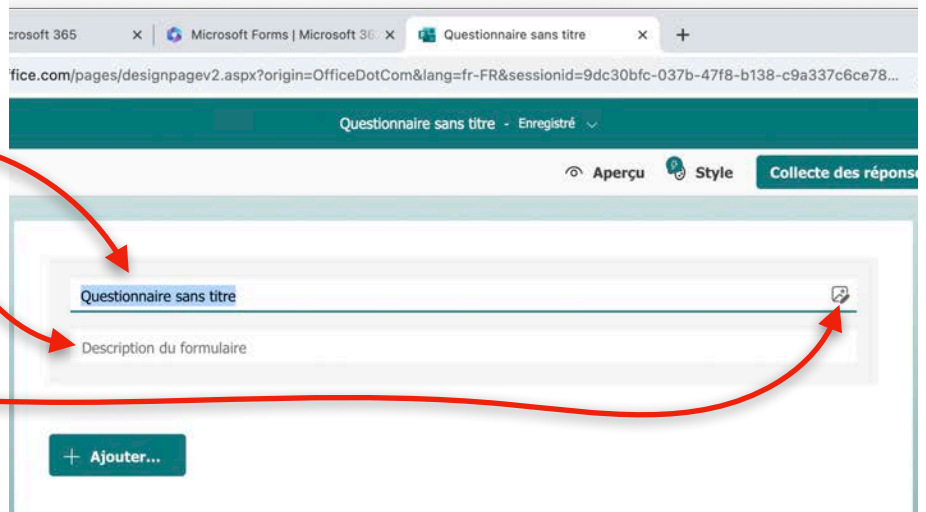 crosoft 365
Microsoft Forms | Microsoft 36
Questionnaire sans titre
fice.com/pages/designpagev2.aspx?origin=OfficeDotCom&lang=fr-FR&sessionid=9dc30bfc-037b-47f8-b138-c9a337c6ce78...
Questionnaire sans titre - Enregistré
Aperçu
Style
Collecte des réponse
Questionnaire sans titre
Description du formulaire
+ Ajouter...